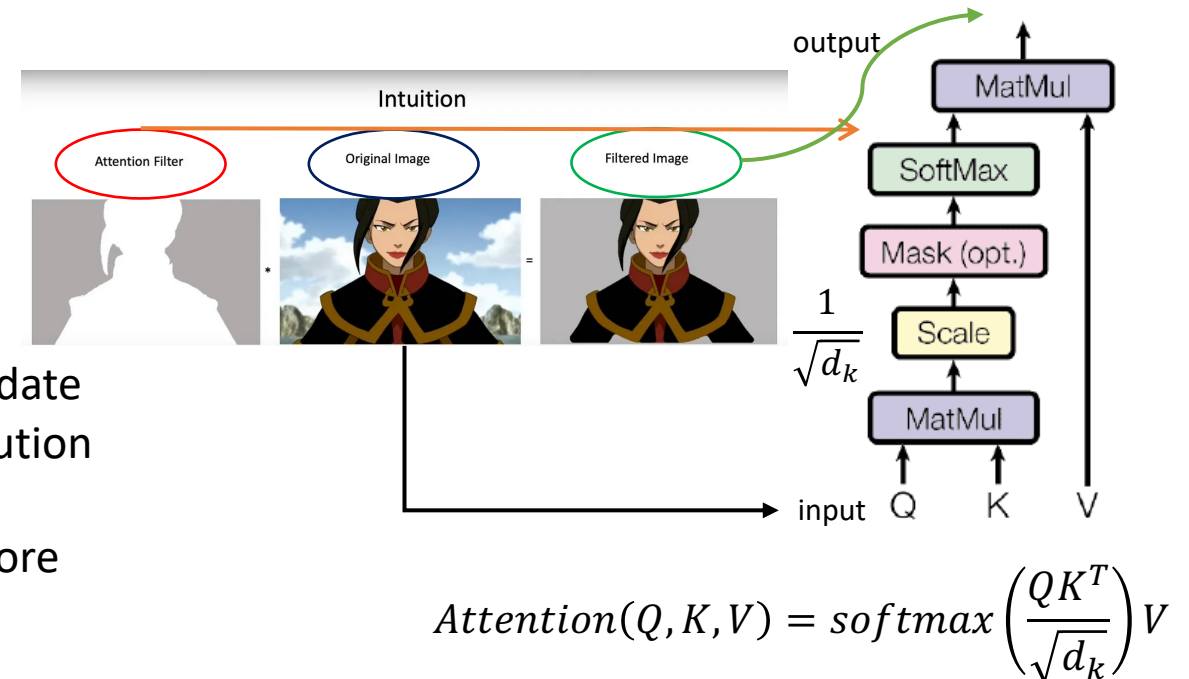 output
Intuition
Attention Filter
Original Image
Filtered Image
*
=
MatMul
SoftMax
Mask (opt.)
1
√d_k
Scale
MatMul
date
ution
ore
input
Q K V
Attention(Q, K, V) = softmax(QK^T/√d_k)V